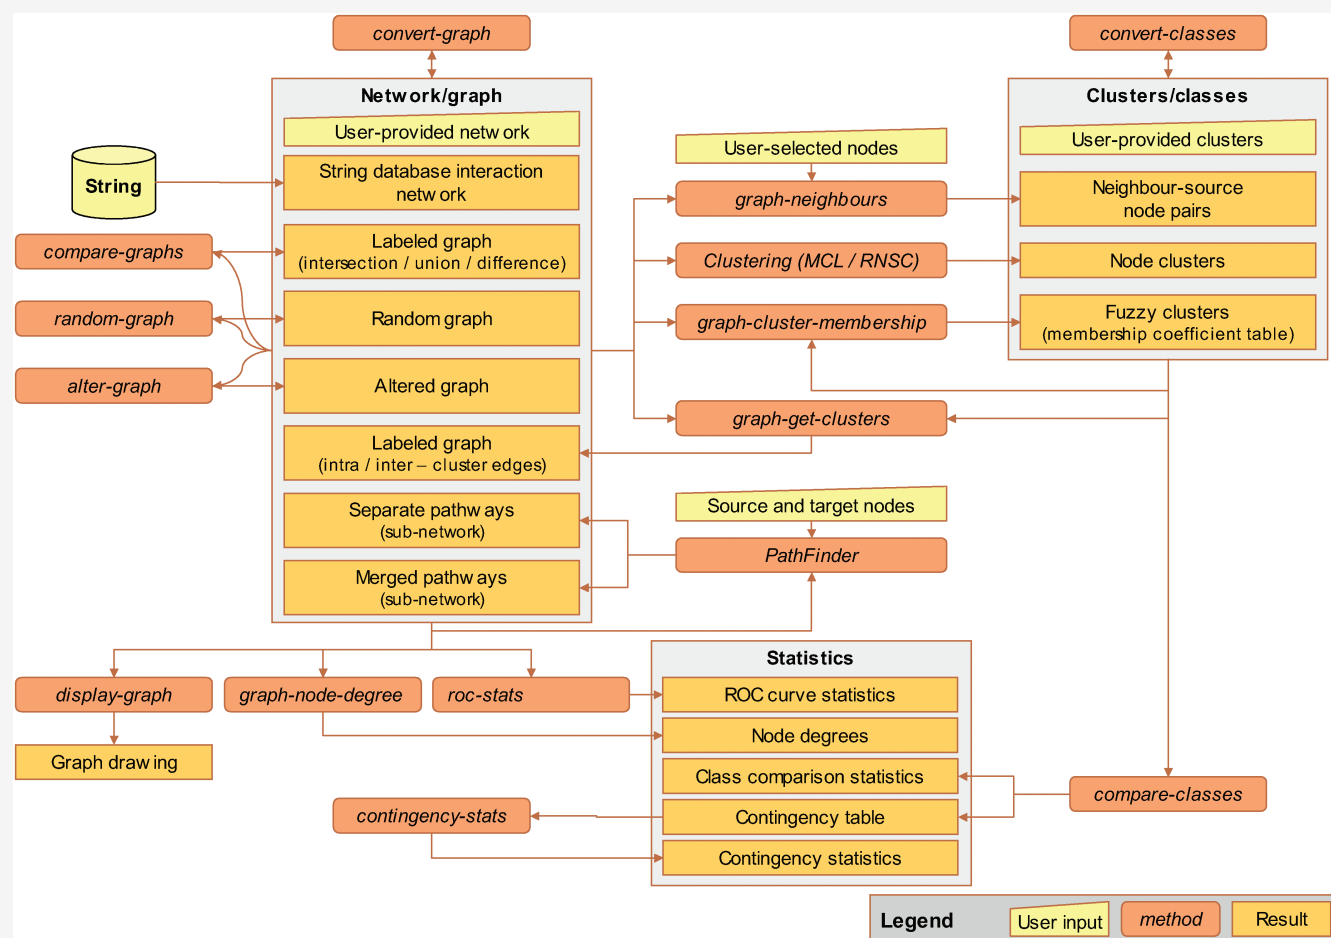 convert-graph
convert-classes
Network/graph
User-provided network
String database interaction
network
Labeled graph
(intersection / union / difference)
Random graph
Altered graph
Labeled graph
(intra / inter – cluster edges)
Separate pathways
(sub-network)
Merged pathways
(sub-network)
String
compare-graphs
random-graph
alter-graph
User-selected nodes
graph-neighbours
Clustering (MCL / RNSC)
graph-cluster-membership
graph-get-clusters
Source and target nodes
PathFinder
Clusters/classes
User-provided clusters
Neighbour-source
node pairs
Node clusters
Fuzzy clusters
(membership coefficient table)
display-graph
graph-node-degree
roc-stats
Graph drawing
Statistics
ROC curve statistics
Node degrees
Class comparison statistics
Contingency table
Contingency statistics
contingency-stats
compare-classes
Legend
User input
method
Result